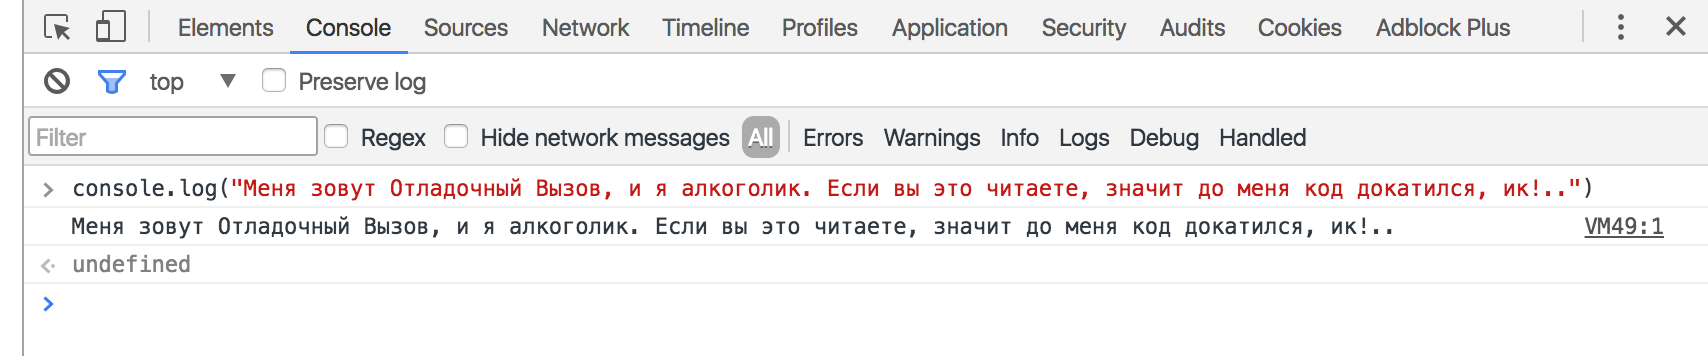 Elements Console Sources Network Timeline Profiles Application Security Audits Cookies Adblock Plus
top Preserve log
Filter Regex Hide network messages All Errors Warnings Info Logs Debug Handled
console.log("Меня зовут Отладочный Вызов, и я алкоголик. Если вы это читаете, значит до меня код докатился, ик!..")
Меня зовут Отладочный Вызов, и я алкоголик. Если вы это читаете, значит до меня код докатился, ик!.. VM49:1
undefined